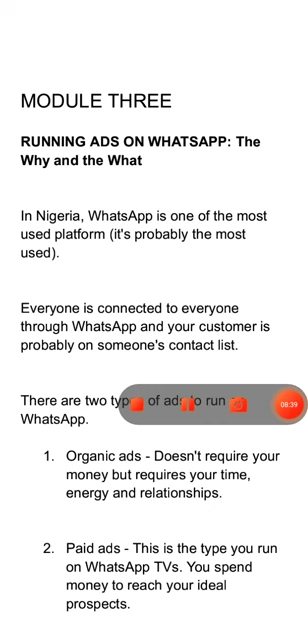 MODULE THREE
RUNNING ADS ON WHATSAPP: The
Why and the What
In Nigeria, WhatsApp is one of the most
used platform (it's probably the most
used).
Everyone is connected to everyone
through WhatsApp and your customer is
probably on someone's contact list.
There are two types of ads to run on
08:39
WhatsApp.
1. Organic ads - Doesn't require your
money but requires your time,
energy and relationships.
2. Paid ads - This is the type you run
on WhatsApp TVs. You spend
money to reach your ideal
prospects.